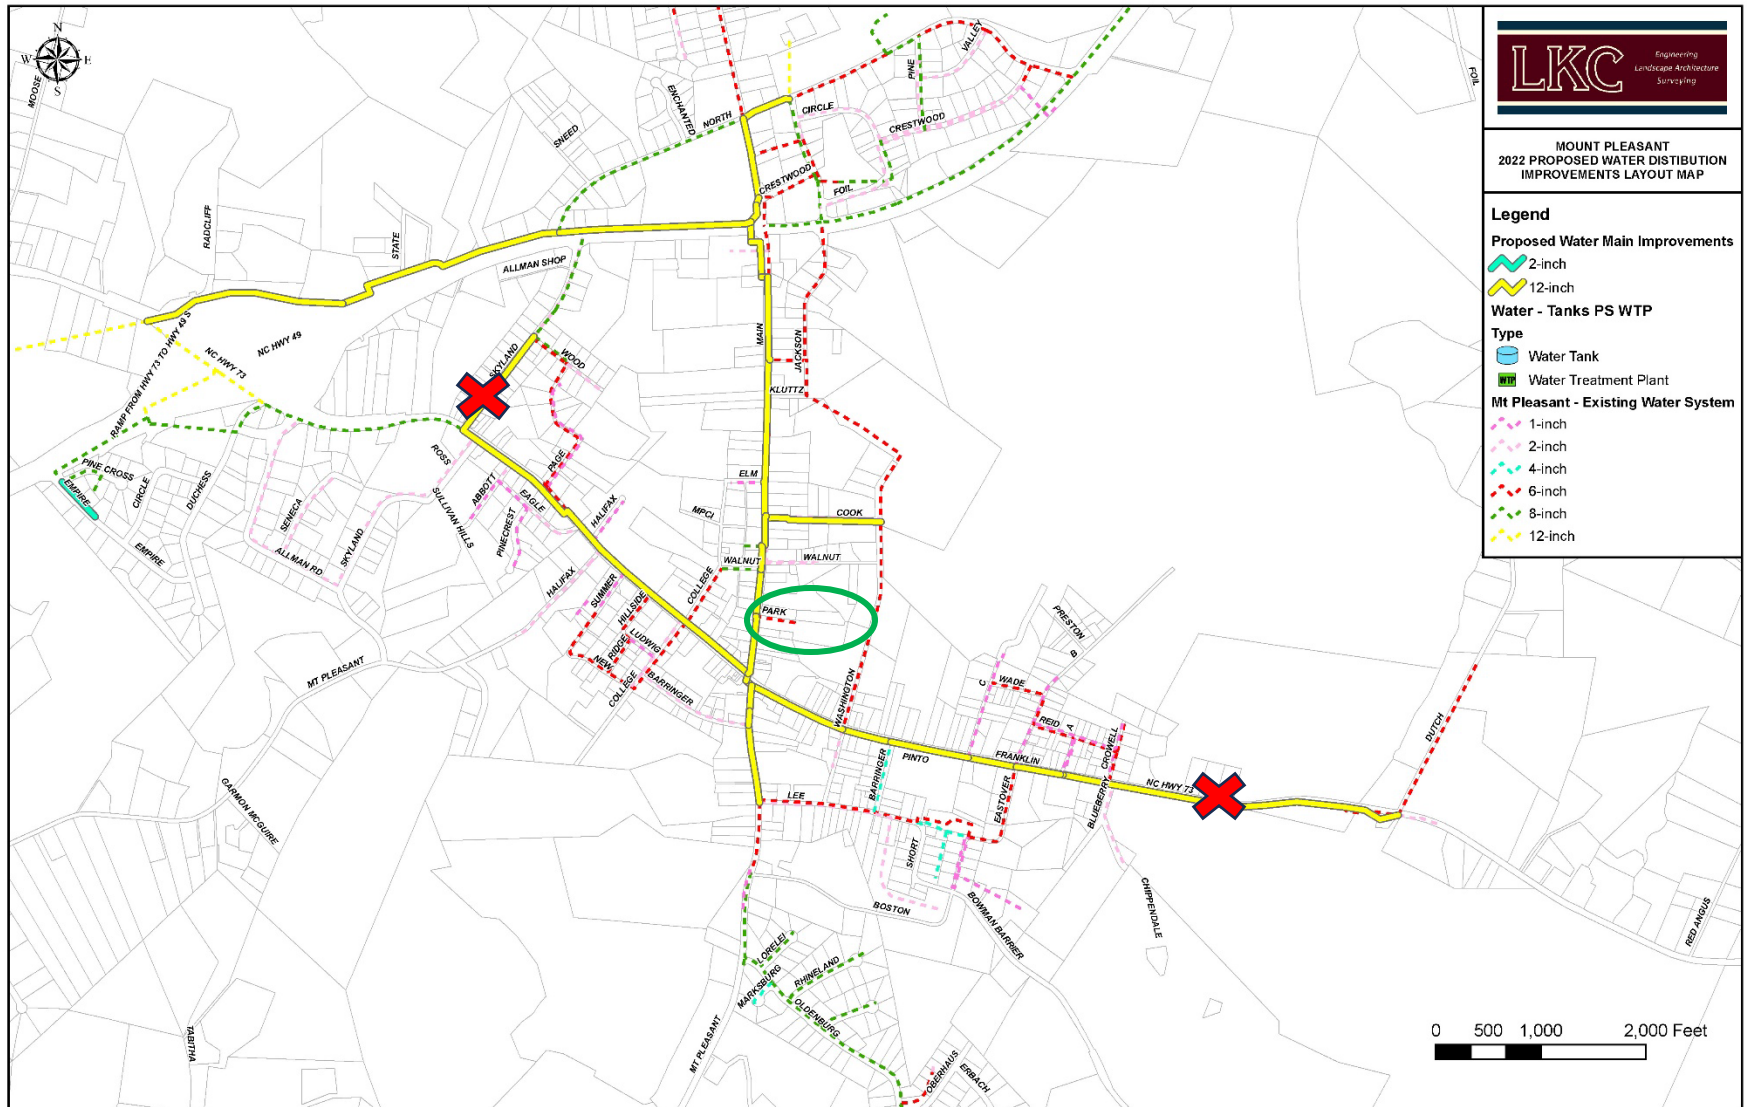 N
W
E
S
MOOSE
RADCLIFF
STATE
SNEED
ENCHANTED
NORTH
ALLMAN SHOP
CIRCLE
PINE
VALLEY
CRESTWOOD
CRESTWOOD
FOIL
FOIL
RAMP FROM HWY 73 TO HWY 49 S
NC HWY 73
NC HWY 49
SKYLAND
WOOD
MAIN
JACKSON
KLUTTZ
PINE CROSS
EMPIRE
CIRCLE
DUCHESS
EMPIRE
SENECA
ALLMAN RD
SKYLAND
ROSS
SULLIVAN HILLS
ABBOTT
EAGLE
PAGE
PINECREST
HALIFAX
HALIFAX
ELM
MPCI
COOK
WALNUT
WALNUT
COLLEGE
PARK
SUMMER
HILLSIDE
RIDGE
LUDWIG
NEW
COLLEGE
BARRINGER
MT PLEASANT
WASHINGTON
PRESTON
B
C
WADE
REID
A
CROWELL
FRANKLIN
PINTO
BARRINGER
EASTOVER
BLUEBERRY
NC HWY 73
DUTCH
LEE
SHORT
BOSTON
BOWMAN BARRIER
CHIPPENDALE
RED ANGUS
GARMON MCGUIRE
TABITHA
LORELEI
MARKSBURG
RHINELAND
OLDENBURG
MT PLEASANT
OBERHAUS
ERBACH
LKC
Engineering
Landscape Architecture
Surveying
MOUNT PLEASANT
2022 PROPOSED WATER DISTIBUTION
IMPROVEMENTS LAYOUT MAP
Legend
Proposed Water Main Improvements
2-inch
12-inch
Water - Tanks PS WTP
Type
Water Tank
WTP Water Treatment Plant
Mt Pleasant - Existing Water System
1-inch
2-inch
4-inch
6-inch
8-inch
12-inch
0 500 1,000 2,000 Feet